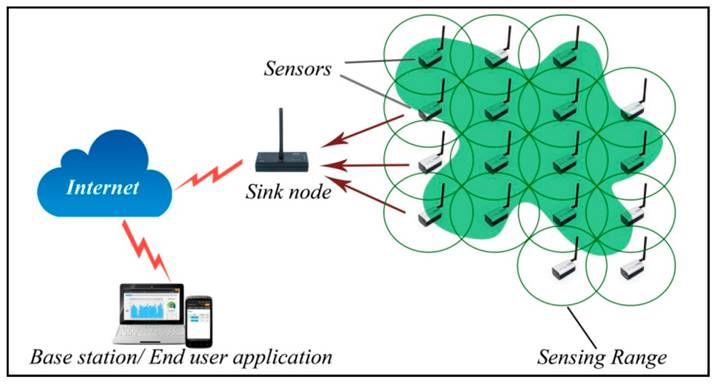 Sensors
Internet
Sink node
Base station/ End user application
Sensing Range